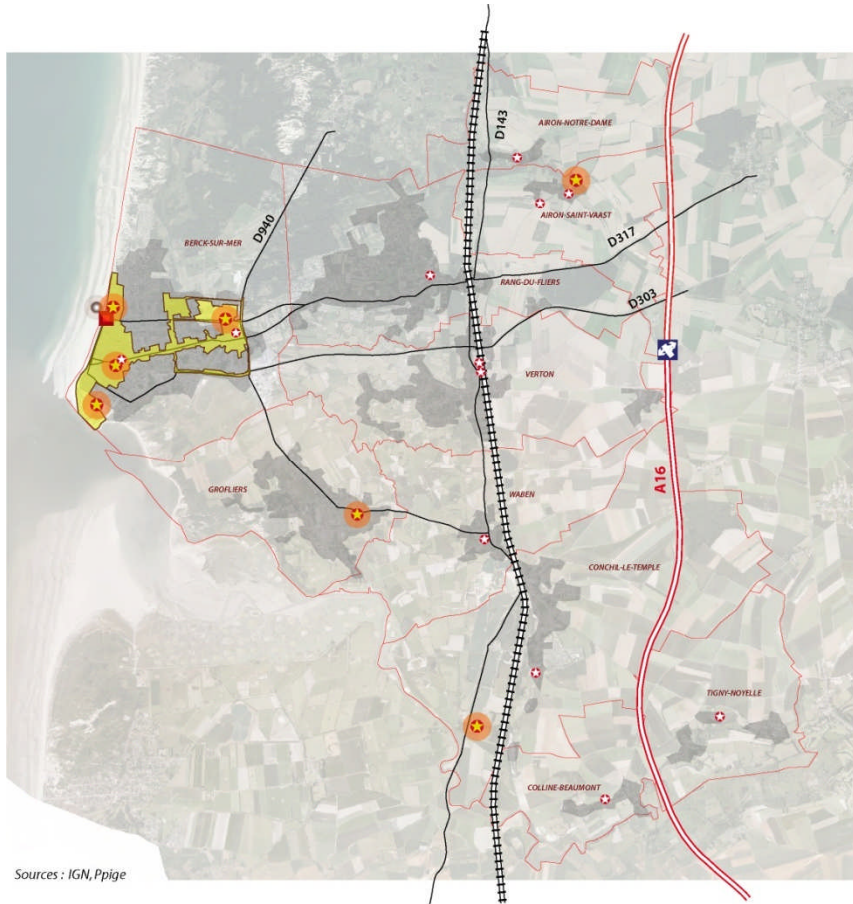 D143
AIRON-NOTRE-DAME
AIRON-SAINT-VAAST
D940
BERCK-SUR-MER
D317
RANG-DU-FLIERS
D303
VERTON
A16
GROFLIERS
WABEN
CONCHIL-LE-TEMPLE
TIGNY-NOYELLE
COLLINE-BEAUMONT
Sources : IGN, Ppige